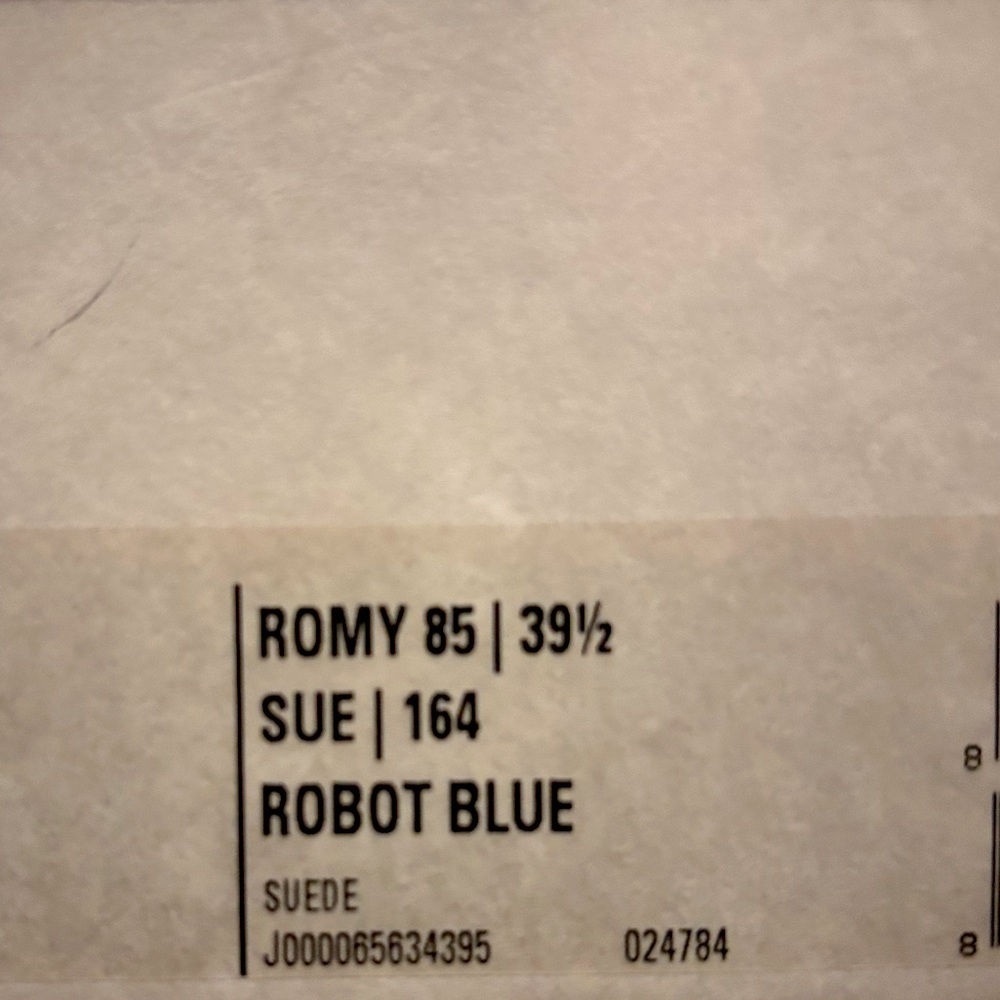 ROMY 85 | 39½
SUE | 164
ROBOT BLUE
SUEDE
J000065634395 024784
8
8